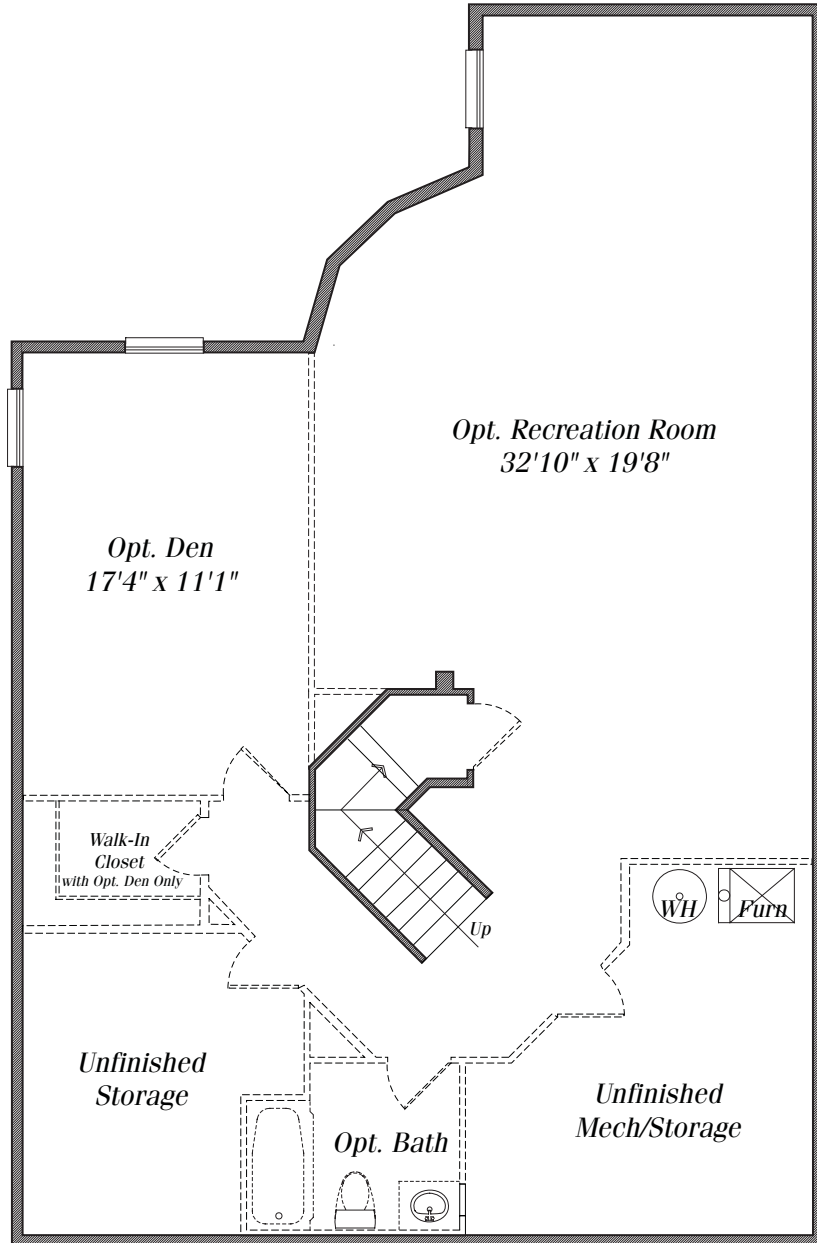 Opt. Recreation Room
32'10" x 19'8"
Opt. Den
17'4" x 11'1"
Walk-In
Closet
with Opt. Den Only
WH
Furn
Up
Unfinished
Storage
Unfinished
Mech/Storage
Opt. Bath